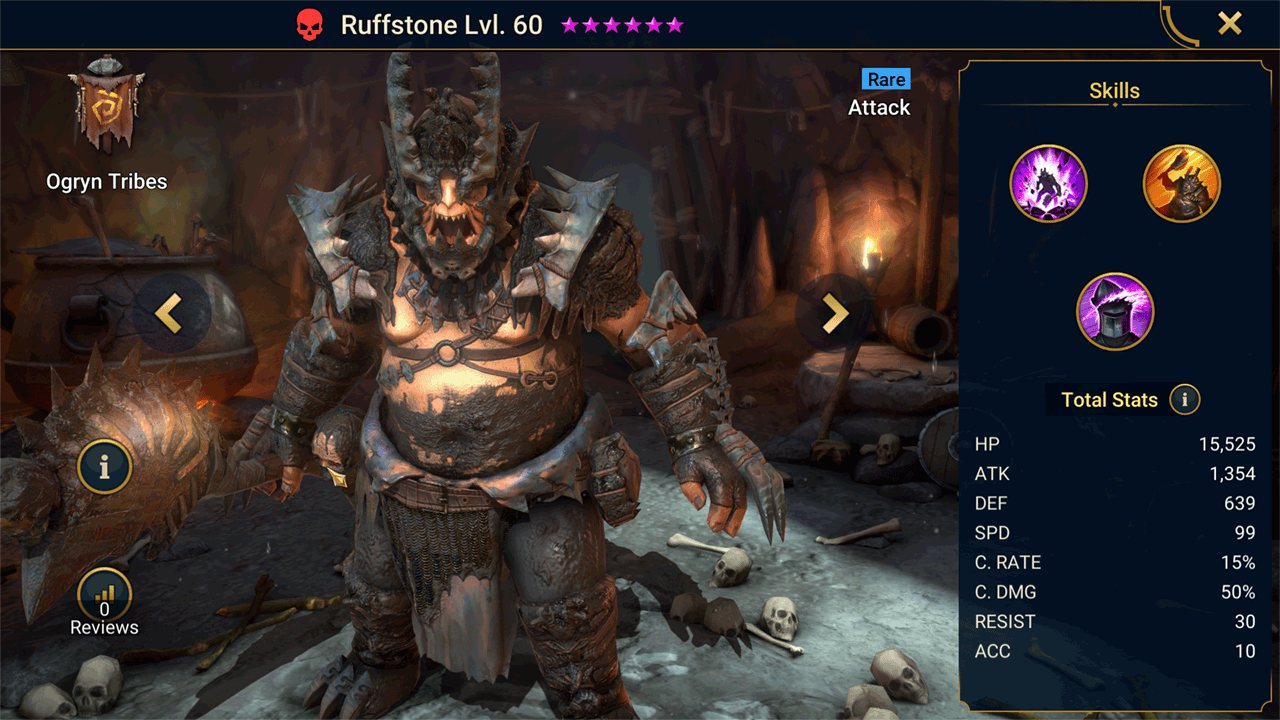 Ruffstone Lvl. 60
Rare
Attack
Ogryn Tribes
i
0
Reviews
Skills
Total Stats i
HP 15,525
ATK 1,354
DEF 639
SPD 99
C. RATE 15%
C. DMG 50%
RESIST 30
ACC 10